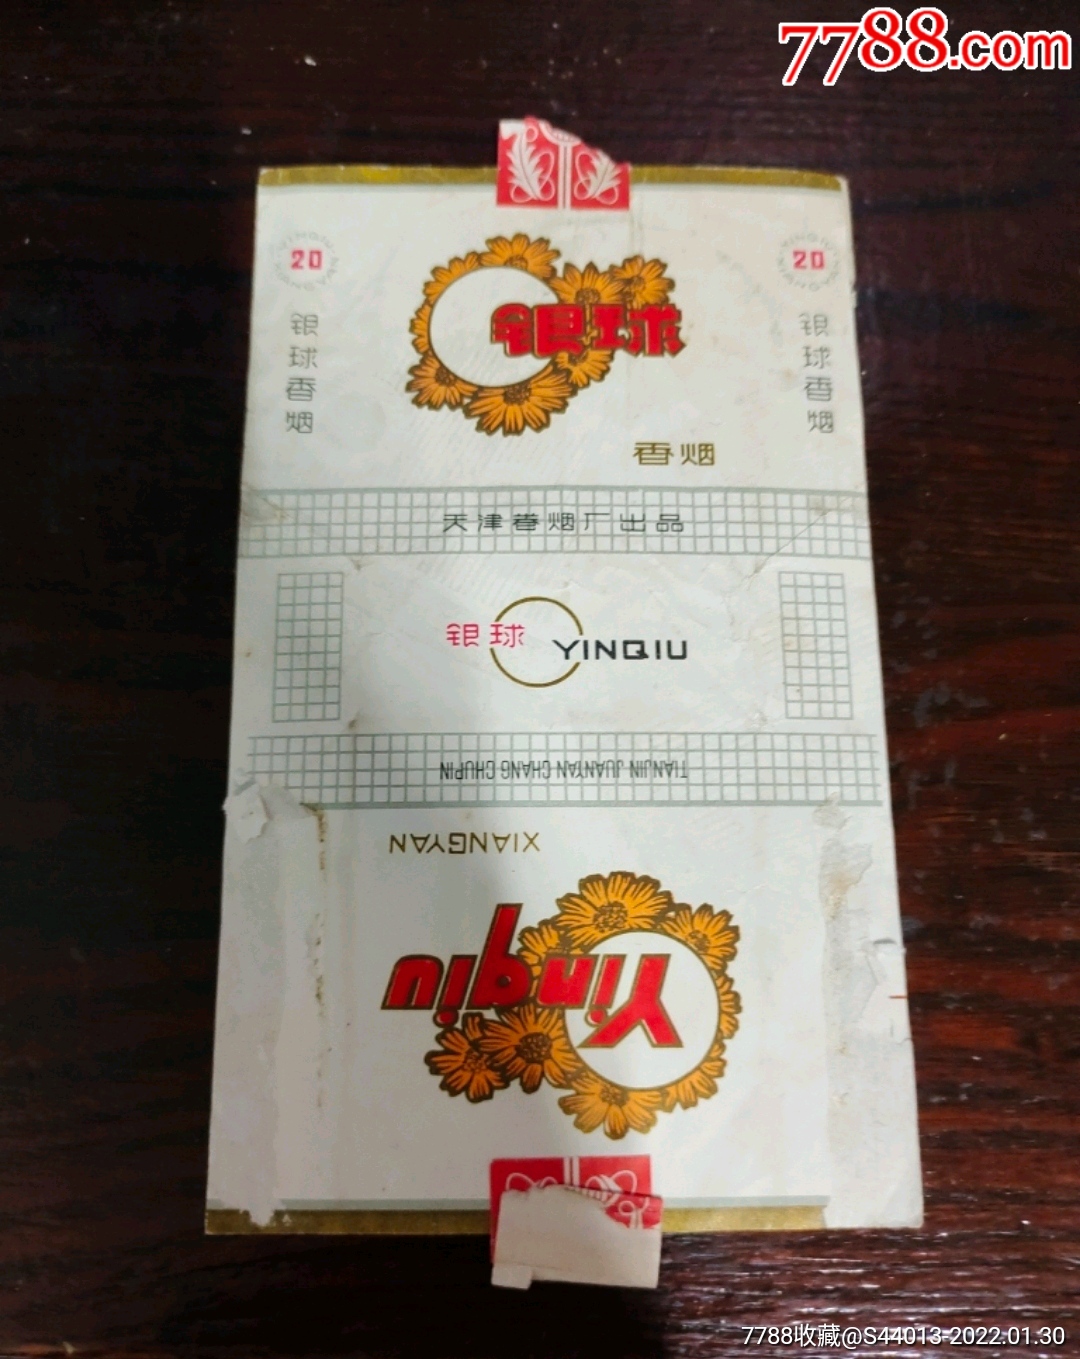 7788.com
20
20
银球
银球香烟
银球香烟
香烟
天津卷烟厂出品
银球 YINQIU
TIANJIN JUANYAN CHANG CHUPIN
XIANGYAN
Yinqiu
7788收藏@S44013-2022.01.30